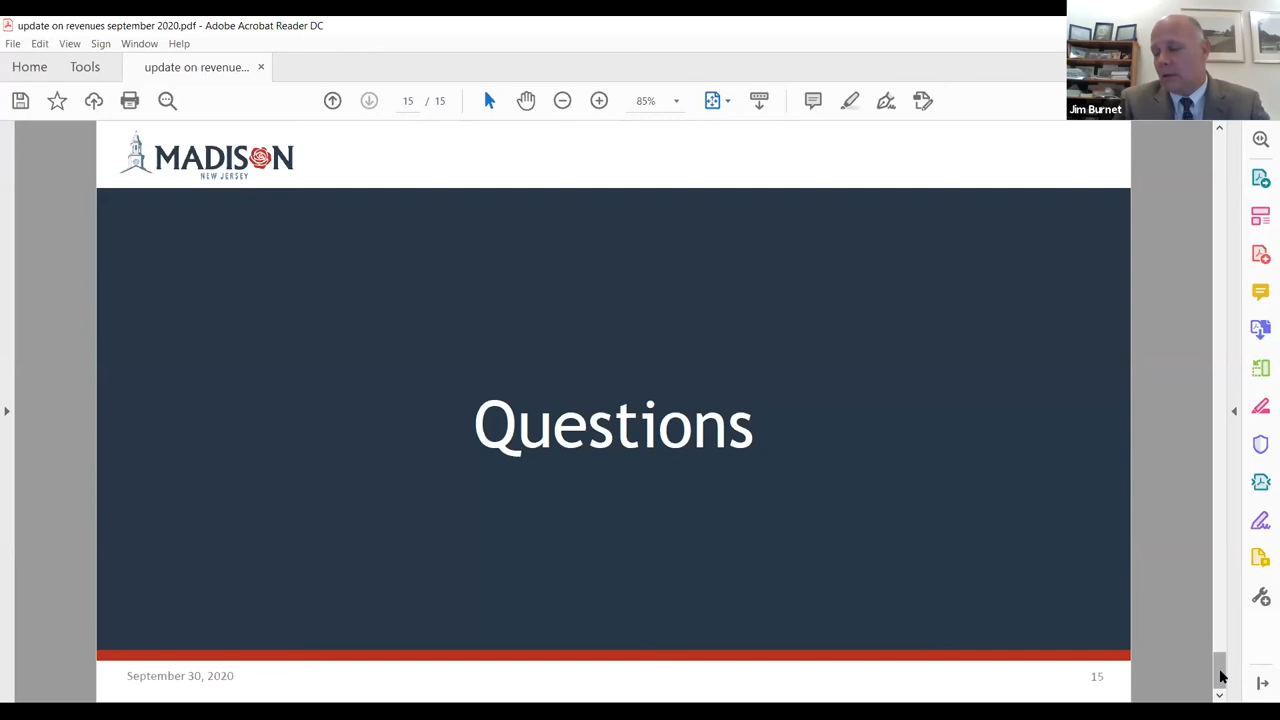 update on revenues september 2020.pdf - Adobe Acrobat Reader DC
File Edit View Sign Window Help
Home Tools update on revenue... ×
15 / 15 85%
Jim Burnet
MADISON
NEW JERSEY
Questions
September 30, 2020 15